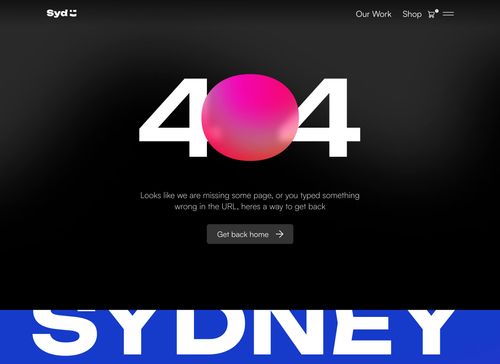 Syd
Our Work
Shop
404
Looks like we are missing some page, or you typed something
wrong in the URL, heres a way to get back
Get back home
SYDNEY